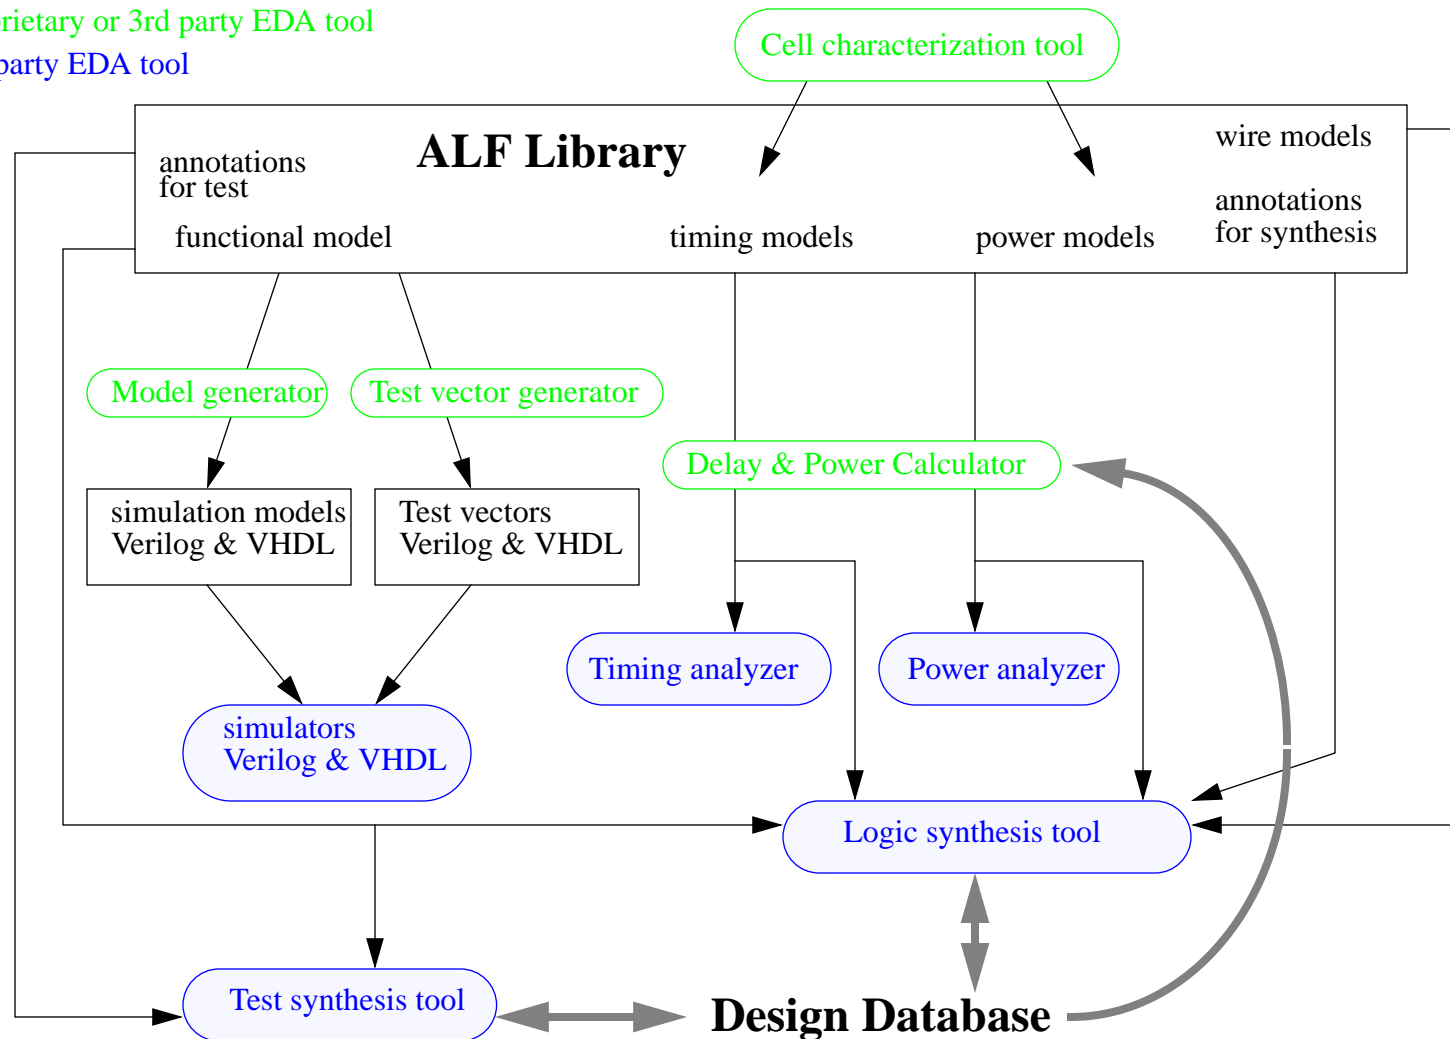 prietary or 3rd party EDA tool
party EDA tool
Cell characterization tool
ALF Library
wire models
annotations
for test
annotations
for synthesis
functional model
timing models
power models
Model generator
Test vector generator
Delay & Power Calculator
simulation models
Verilog & VHDL
Test vectors
Verilog & VHDL
Timing analyzer
Power analyzer
simulators
Verilog & VHDL
Logic synthesis tool
Test synthesis tool
Design Database